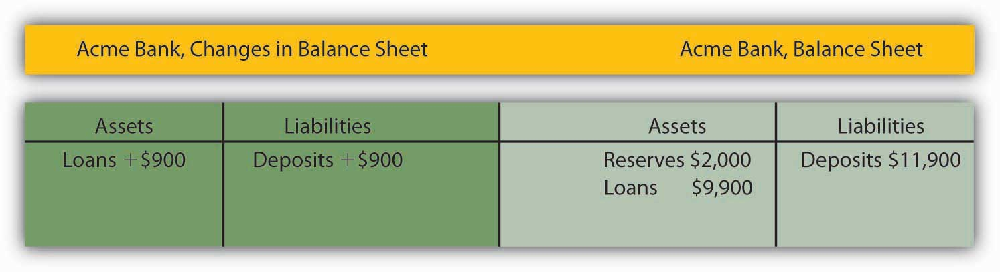 Acme Bank, Changes in Balance Sheet Acme Bank, Balance Sheet
Assets Liabilities Assets Liabilities
Loans +$900 Deposits +$900 Reserves $2,000 Deposits $11,900
Loans $9,900